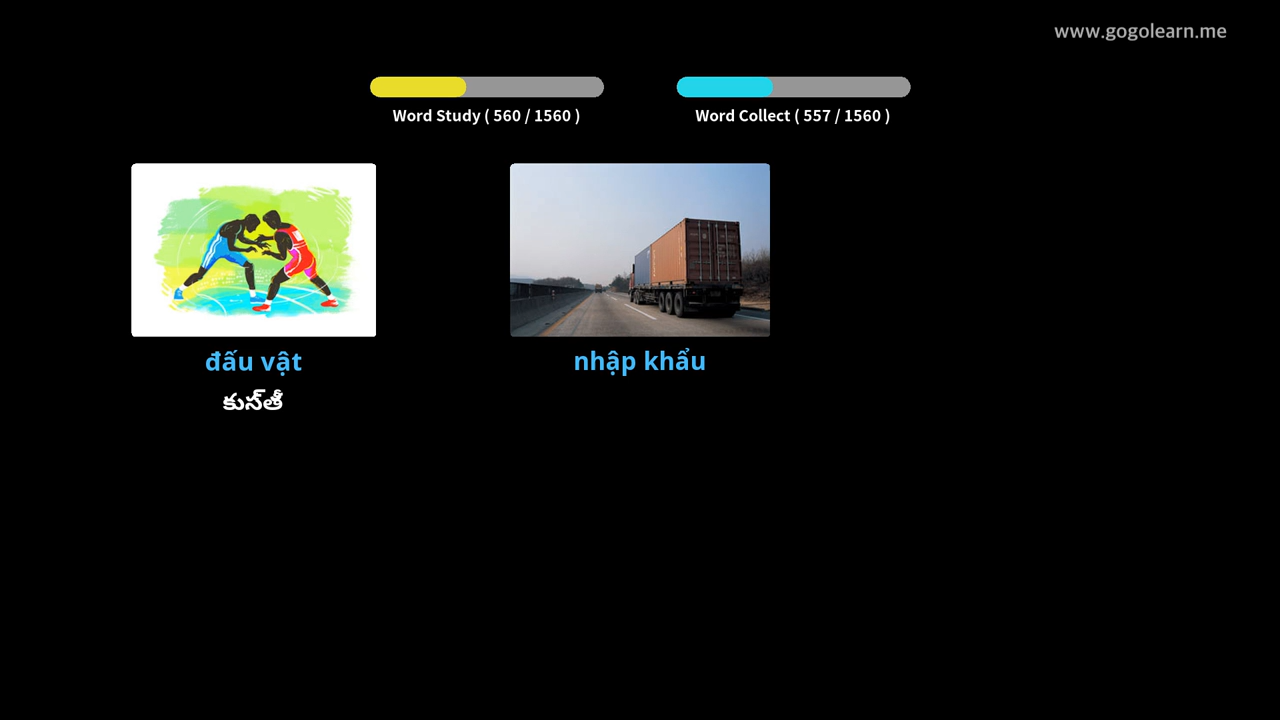 www.gogolearn.me
Word Study ( 560 / 1560 )
Word Collect ( 557 / 1560 )
đấu vật
nhập khẩu
కుస్‌తీ